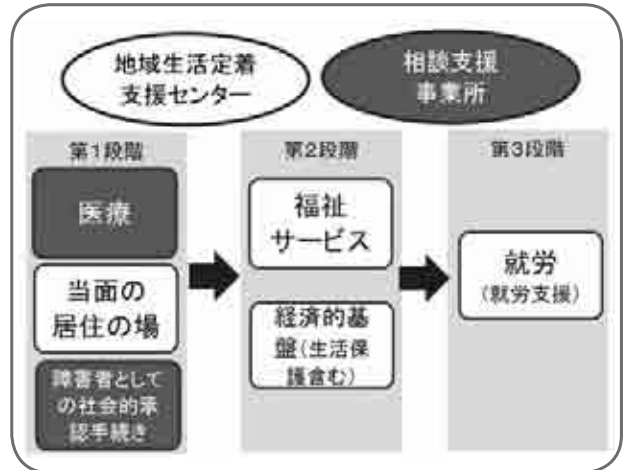 地域生活定着
支援センター
相談支援
事業所
第1段階
医療
当面の
居住の場
障害者として
の社会的承
認手続き
第2段階
福祉
サービス
経済的基
盤(生活保
護含む)
第3段階
就労
(就労支援)